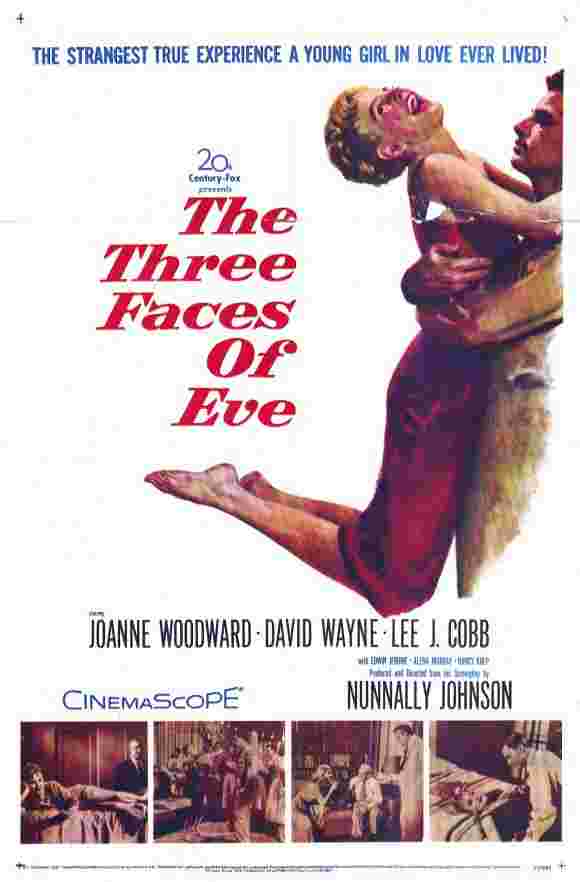 THE STRANGEST TRUE EXPERIENCE A YOUNG GIRL IN LOVE EVER LIVED!
20th
Century-Fox
presents
The
Three
Faces
Of
Eve
starring
JOANNE WOODWARD · DAVID WAYNE · LEE J. COBB
with EDWIN JEROME · ALENA MURRAY · NANCY KULP
Produced and Directed from his Screenplay by
CINEMASCOPE
NUNNALLY JOHNSON